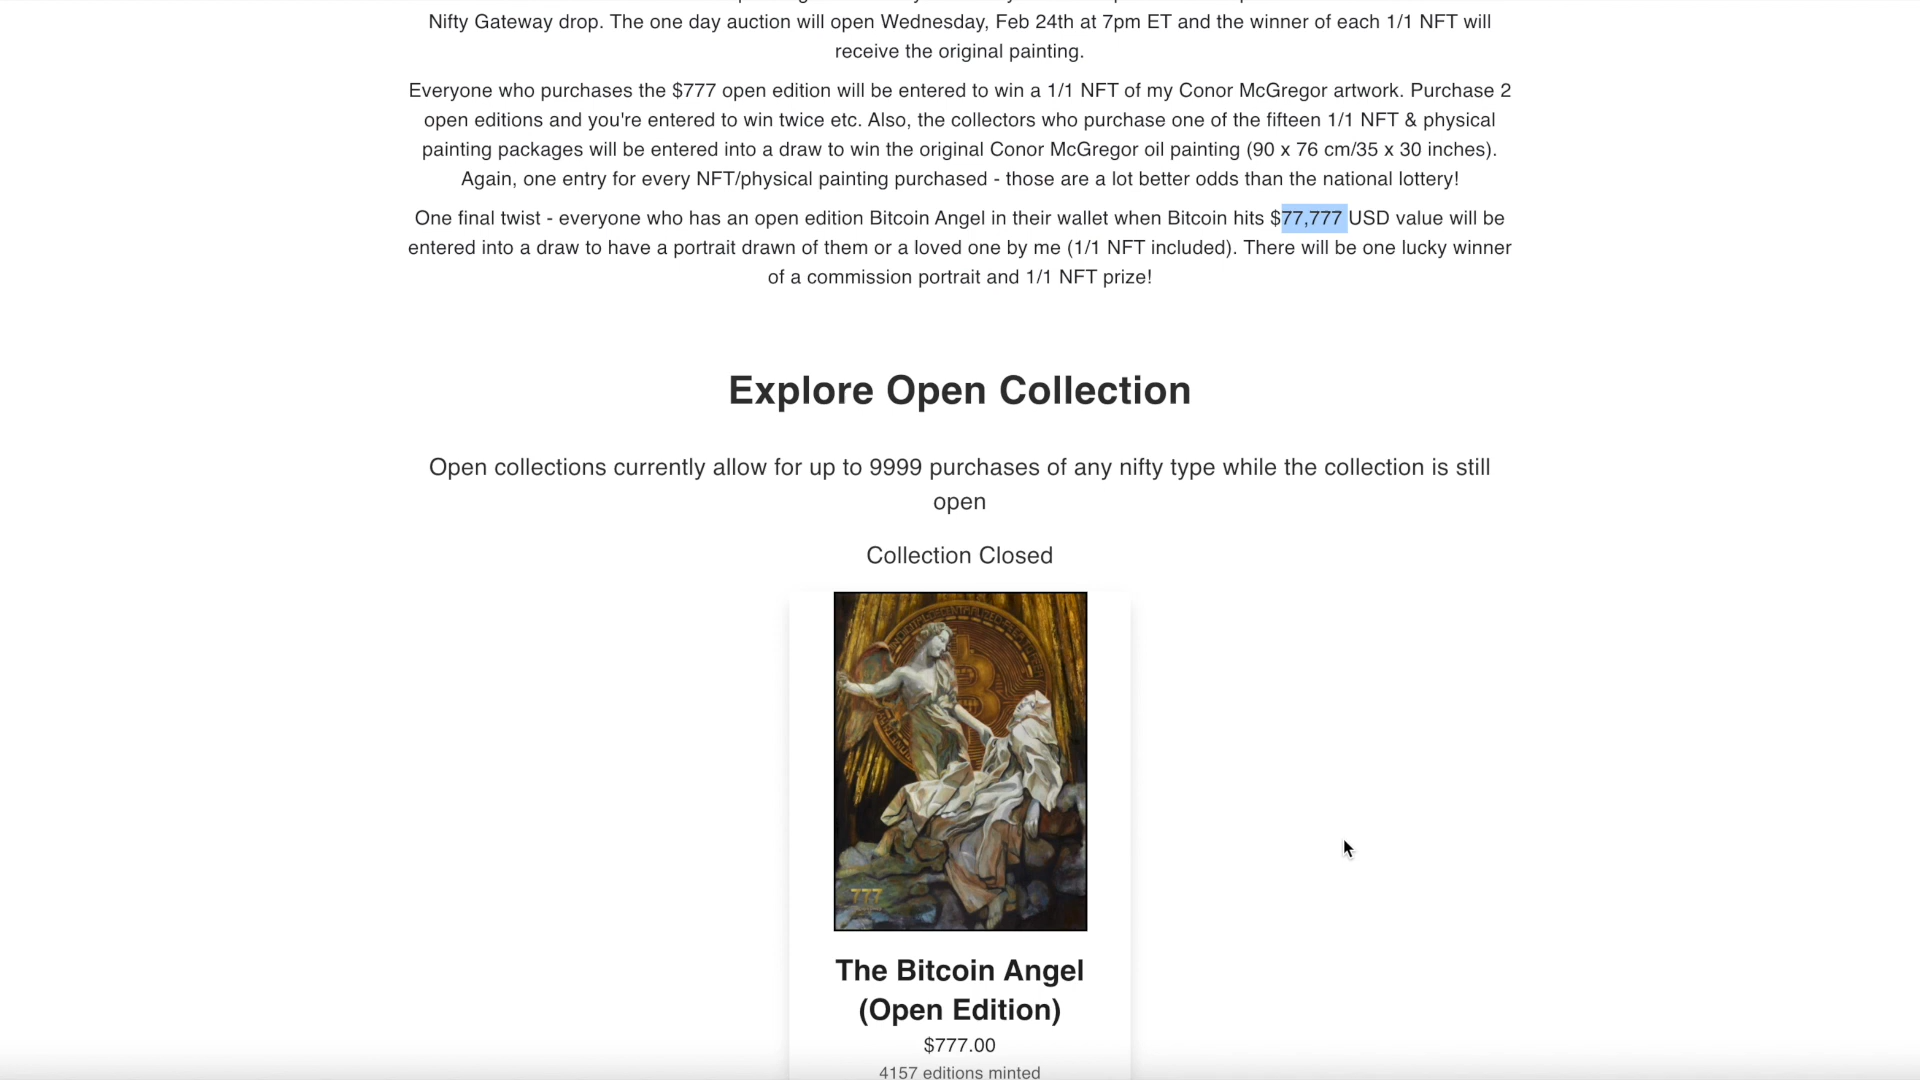 Nifty Gateway drop. The one day auction will open Wednesday, Feb 24th at 7pm ET and the winner of each 1/1 NFT will
receive the original painting.
Everyone who purchases the $777 open edition will be entered to win a 1/1 NFT of my Conor McGregor artwork. Purchase 2
open editions and you're entered to win twice etc. Also, the collectors who purchase one of the fifteen 1/1 NFT & physical
painting packages will be entered into a draw to win the original Conor McGregor oil painting (90 x 76 cm/35 x 30 inches).
Again, one entry for every NFT/physical painting purchased - those are a lot better odds than the national lottery!
One final twist - everyone who has an open edition Bitcoin Angel in their wallet when Bitcoin hits $77,777 USD value will be
entered into a draw to have a portrait drawn of them or a loved one by me (1/1 NFT included). There will be one lucky winner
of a commission portrait and 1/1 NFT prize!
Explore Open Collection
Open collections currently allow for up to 9999 purchases of any nifty type while the collection is still
open
Collection Closed
777
The Bitcoin Angel
(Open Edition)
$777.00
4157 editions minted